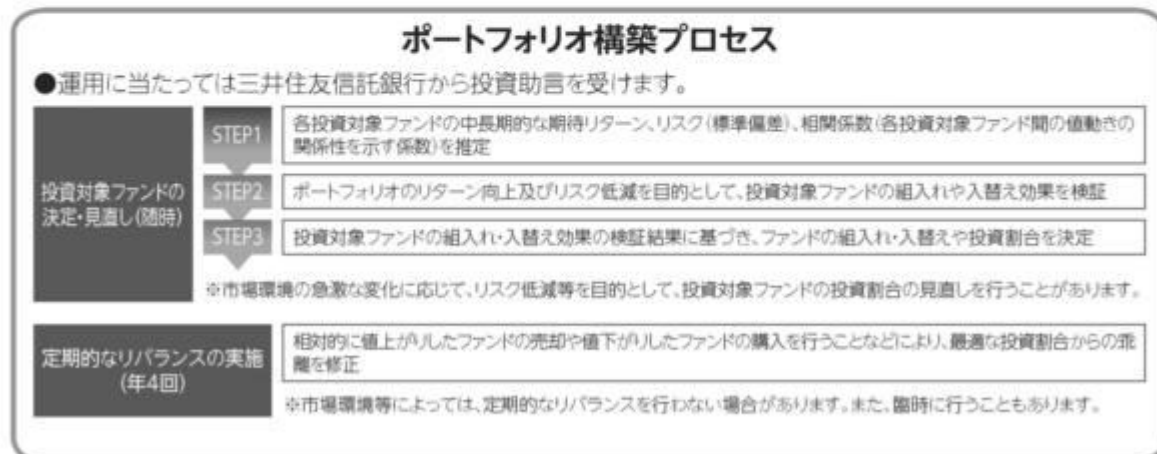 ポートフォリオ構築プロセス
●運用に当たっては三井住友信託銀行から投資助言を受けます。
投資対象ファンドの
決定・見直し(随時)
STEP1
各投資対象ファンドの中長期的な期待リターン、リスク(標準偏差)、相関係数(各投資対象ファンド間の値動きの
関係性を示す係数)を推定
STEP2
ポートフォリオのリターン向上及びリスク低減を目的として、投資対象ファンドの組入れや入替え効果を検証
STEP3
投資対象ファンドの組入れ・入替え効果の検証結果に基づき、ファンドの組入れ・入替えや投資割合を決定
※市場環境の急激な変化に応じて、リスク低減等を目的として、投資対象ファンドの投資割合の見直しを行うことがあります。
定期的なリバランスの実施
(年4回)
相対的に値上がりしたファンドの売却や値下がりしたファンドの購入を行うことなどにより、最適な投資割合からの乖
離を修正
※市場環境等によっては、定期的なリバランスを行わない場合があります。また、臨時に行うこともあります。